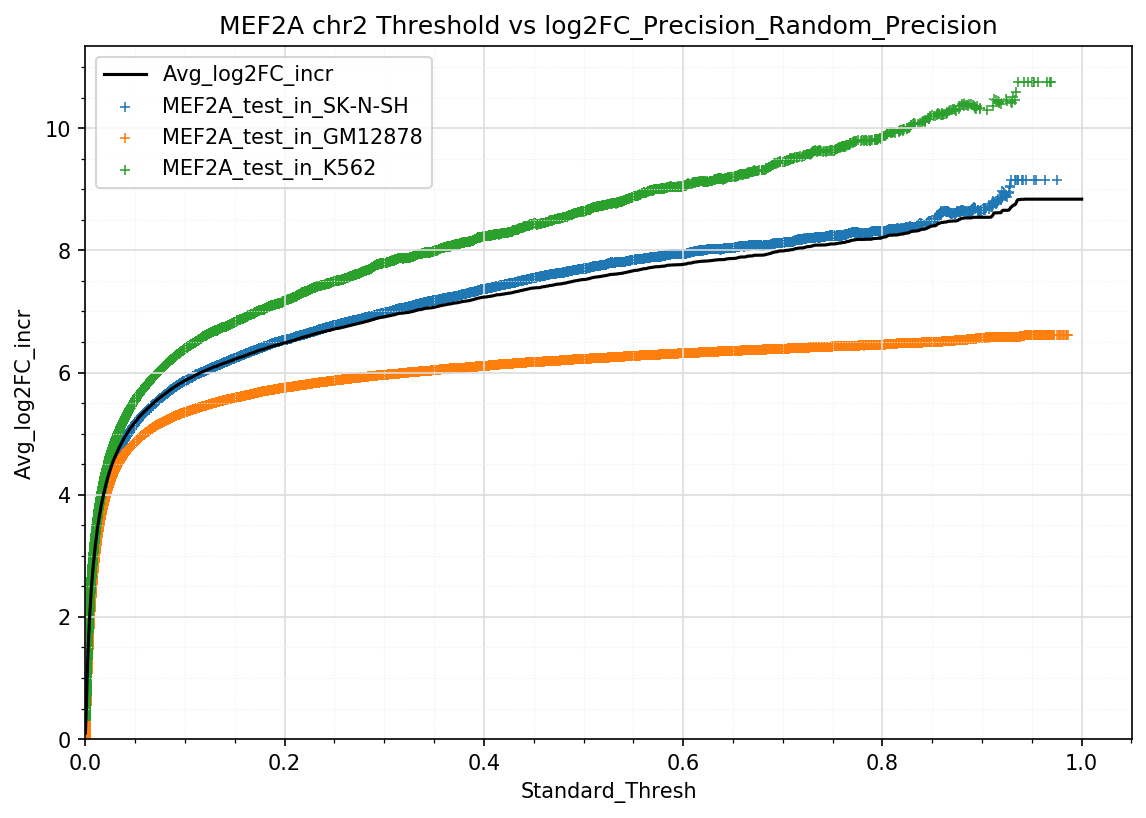 MEF2A chr2 Threshold vs log2FC_Precision_Random_Precision
Avg_log2FC_incr
MEF2A_test_in_SK-N-SH
MEF2A_test_in_GM12878
MEF2A_test_in_K562
Avg_log2FC_incr
10
8
6
4
2
0
0.0 0.2 0.4 0.6 0.8 1.0
Standard_Thresh